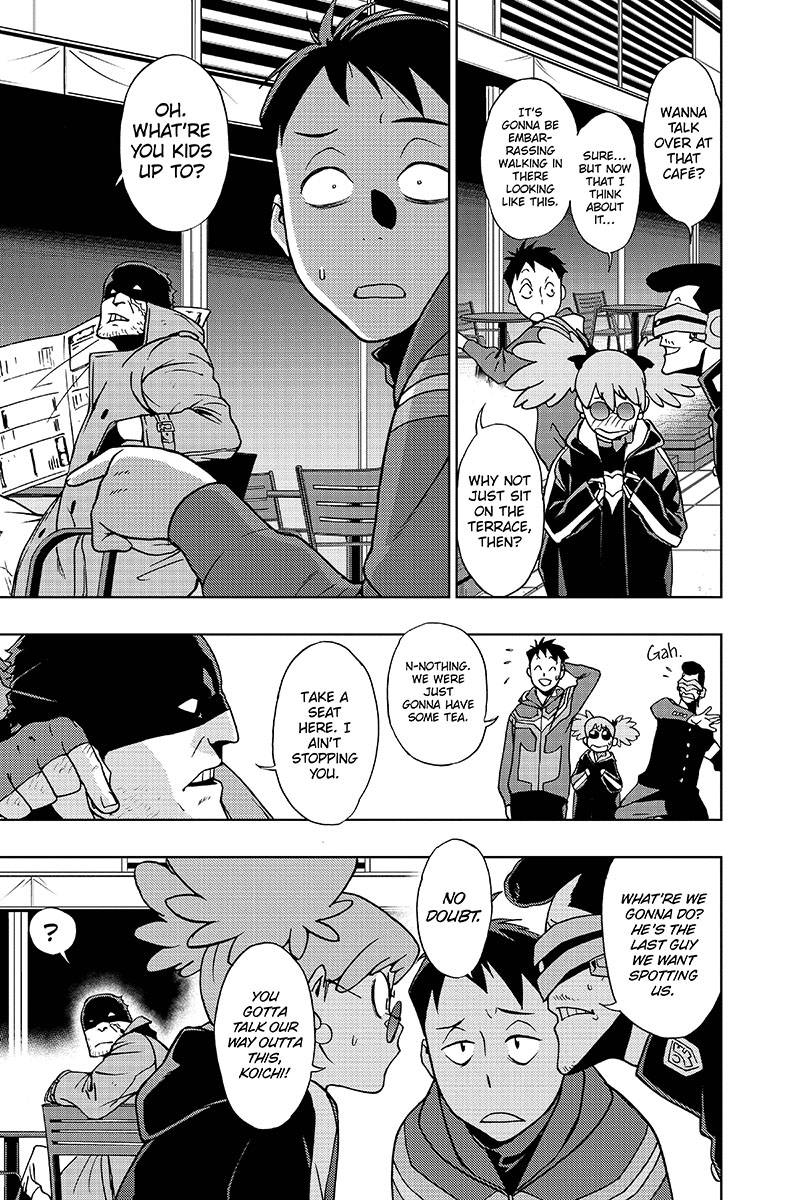 WANNA
TALK
OVER AT
THAT
CAFÉ?
SURE...
BUT NOW
THAT I
THINK
ABOUT
IT...
IT'S
GONNA BE
EMBAR-
RASSING
WALKING IN
THERE
LOOKING
LIKE THIS.
WHY NOT
JUST SIT
ON THE
TERRACE,
THEN?
OH.
WHAT'RE
YOU KIDS
UP TO?
Gah.
N-NOTHING.
WE WERE
JUST
GONNA HAVE
SOME TEA.
TAKE A
SEAT
HERE. I
AIN'T
STOPPING
YOU.
WHAT'RE WE
GONNA DO?
HE'S THE
LAST GUY
WE WANT
SPOTTING
US.
NO
DOUBT.
YOU
GOTTA
TALK OUR
WAY OUTTA
THIS,
KOICHI!
?